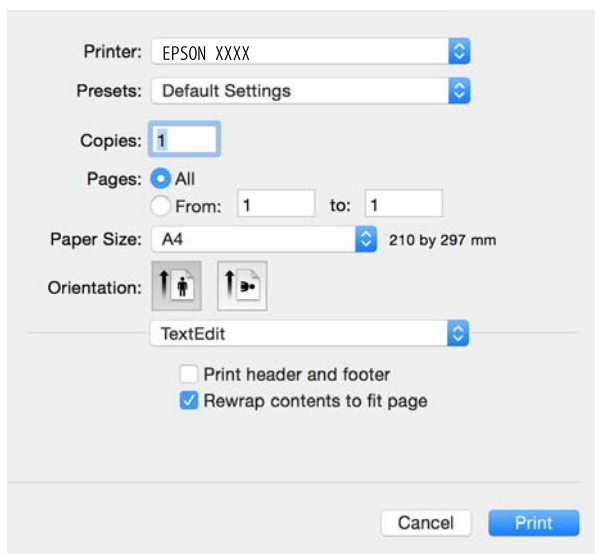 Printer: EPSON XXXX
Presets: Default Settings
Copies: 1
Pages: All
From: 1 to: 1
Paper Size: A4 210 by 297 mm
Orientation:
TextEdit
Print header and footer
Rewrap contents to fit page
Cancel Print